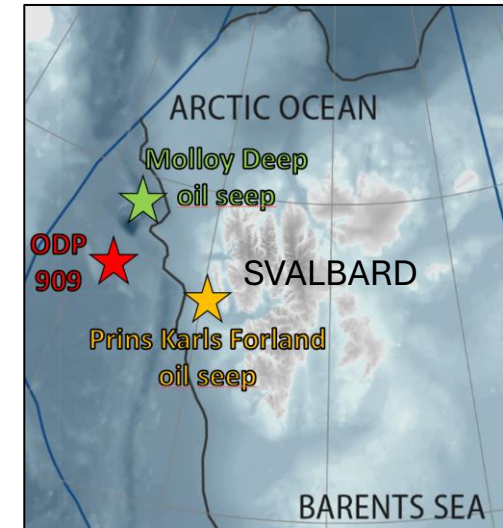 ARCTIC OCEAN
Molloy Deep
oil seep
ODP
909
SVALBARD
Prins Karls Forland
oil seep
BARENTS SEA